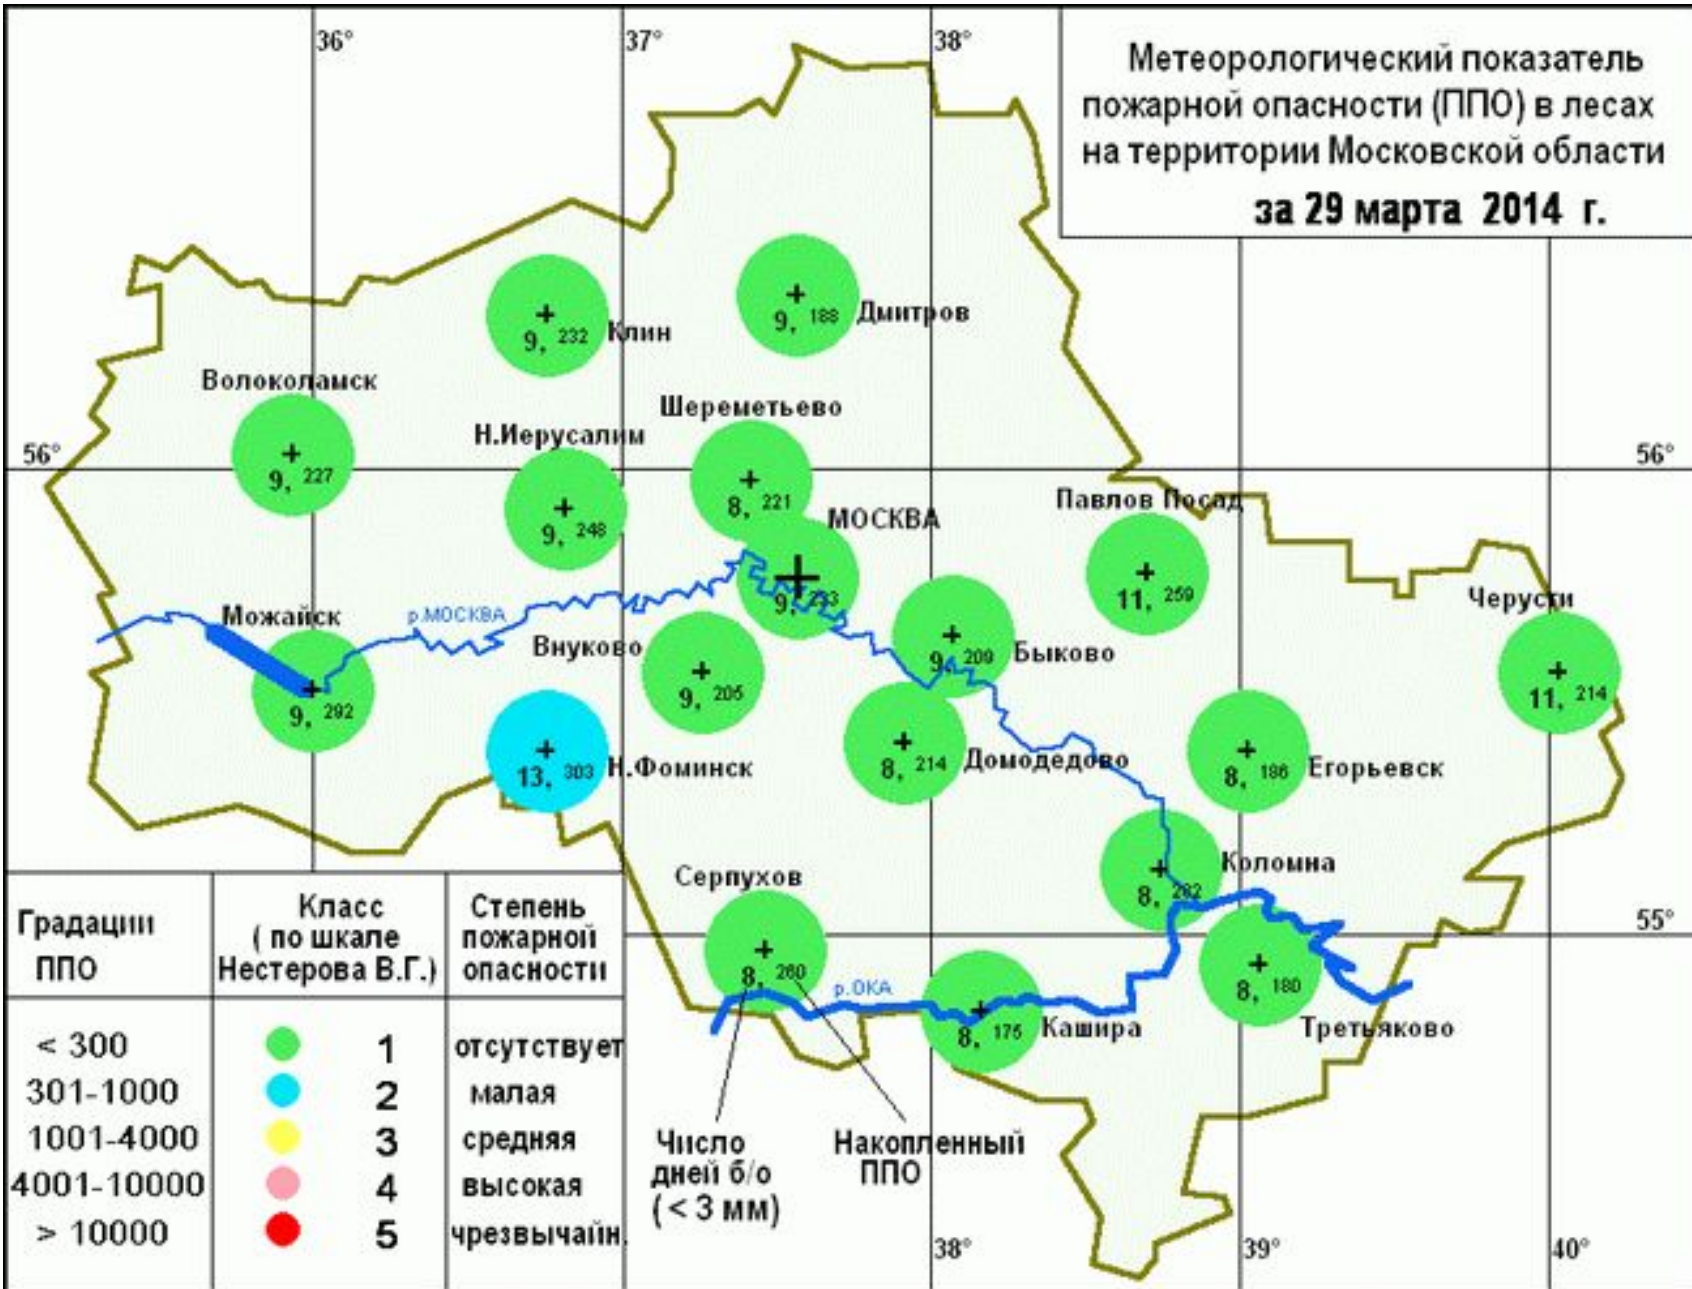 36°
37°
38°
Метеорологический показатель
пожарной опасности (ППО) в лесах
на территории Московской области
за 29 марта 2014 г.
Клин
9, 232
Дмитров
9, 188
Волоколамск
9, 227
Шереметьево
8, 221
Н.Иерусалим
9, 248
56°
56°
МОСКВА
9, 233
Павлов Посад
11, 259
Черусти
11, 214
Можайск
9, 292
р.МОСКВА
Внуково
9, 205
Быково
9, 209
Н.Фоминск
13, 303
Домодедово
8, 214
Егорьевск
8, 186
Коломна
8,
Серпухов
8, 260
55°
р.ОКА
Кашира
8, 175
Третьяково
8, 180
Число
дней б/о
(< 3 мм)
Накопленный
ППО
Градации
ППО
Класс
( по шкале
Нестерова В.Г.)
Степень
пожарной
опасности
< 300 1 отсутствует
301-1000 2 малая
1001-4000 3 средняя
4001-10000 4 высокая
> 10000 5 чрезвычайн.
38°
39°
40°